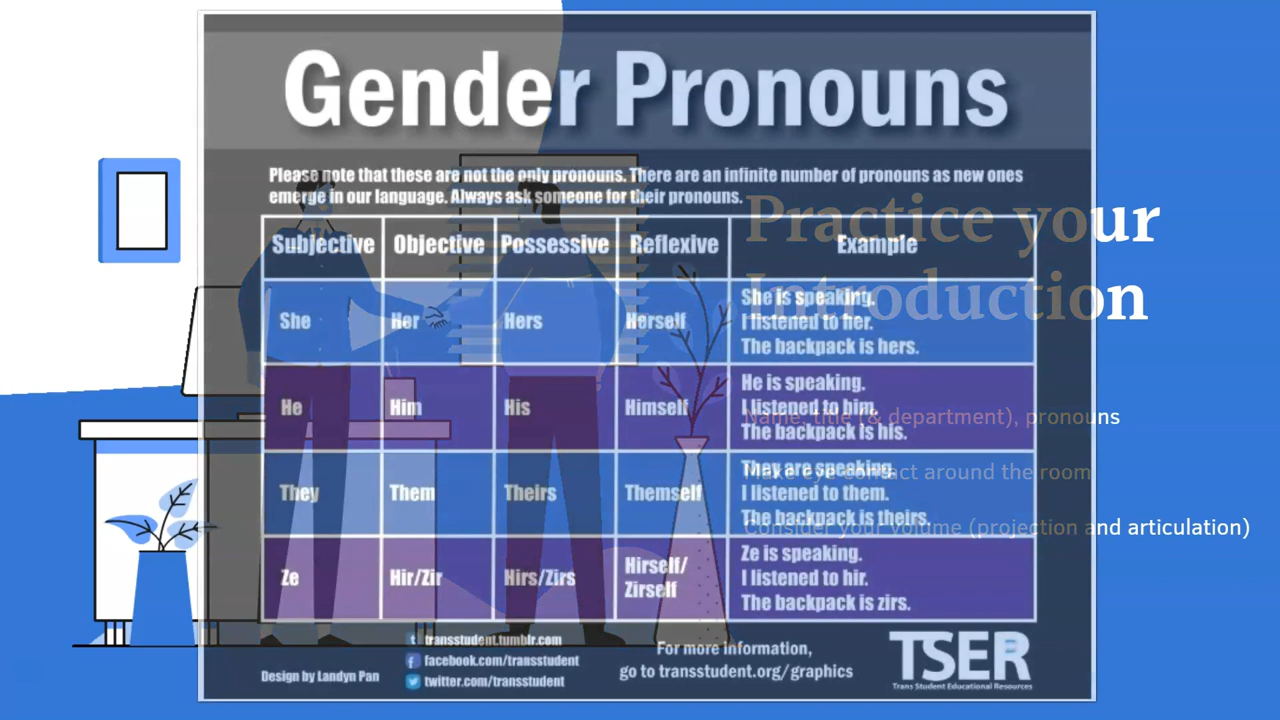 Gender Pronouns
Please note that these are not the only pronouns. There are an infinite number of pronouns as new ones
emerge in our language. Always ask someone for their pronouns.
Practice your
Introduction
Subjective Objective Possessive Reflexive Example
She Her Hers Herself
She is speaking.
I listened to her.
The backpack is hers.
He Him His Himself
He is speaking.
I listened to him.
The backpack is his.
Name, title (& department), pronouns
They Them Theirs Themself
They are speaking.
I listened to them.
The backpack is theirs.
Make eye contact around the room
Consider your volume (projection and articulation)
Ze Hir/Zir Hirs/Zirs Hirself/
Zirself
Ze is speaking.
I listened to hir.
The backpack is zirs.
Design by Landyn Pan
transstudent.tumblr.com
facebook.com/transstudent
twitter.com/transstudent
For more information,
go to transstudent.org/graphics
TSER
Trans Student Educational Resources